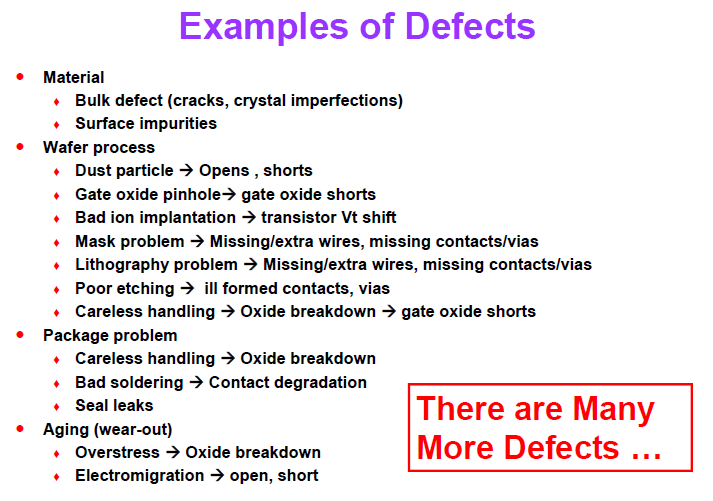 Examples of Defects
• Material
♦ Bulk defect (cracks, crystal imperfections)
♦ Surface impurities
• Wafer process
♦ Dust particle → Opens , shorts
♦ Gate oxide pinhole→ gate oxide shorts
♦ Bad ion implantation → transistor Vt shift
♦ Mask problem → Missing/extra wires, missing contacts/vias
♦ Lithography problem → Missing/extra wires, missing contacts/vias
♦ Poor etching → ill formed contacts, vias
♦ Careless handling → Oxide breakdown → gate oxide shorts
• Package problem
♦ Careless handling → Oxide breakdown
♦ Bad soldering → Contact degradation
♦ Seal leaks
• Aging (wear-out)
♦ Overstress → Oxide breakdown
♦ Electromigration → open, short
There are Many
More Defects …